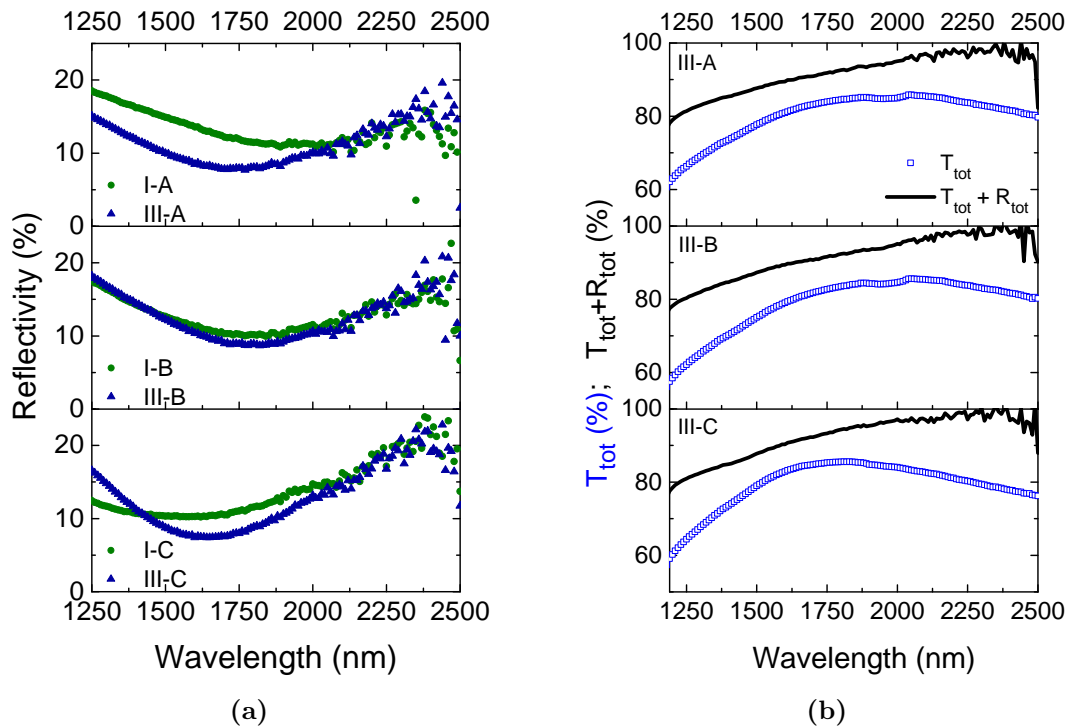 1250 1500 1750 2000 2250 2500
20
10
0
I-A
III-A
20
10
0
I-B
III-B
20
10
0
I-C
III-C
1250 1500 1750 2000 2250 2500
Reflectivity (%)
Wavelength (nm)
(a)
1250 1500 1750 2000 2250 2500
100
80
60
III-A
T_tot
T_tot + R_tot
100
80
60
III-B
100
80
60
III-C
1250 1500 1750 2000 2250 2500
T_tot (%); T_tot+R_tot (%)
Wavelength (nm)
(b)